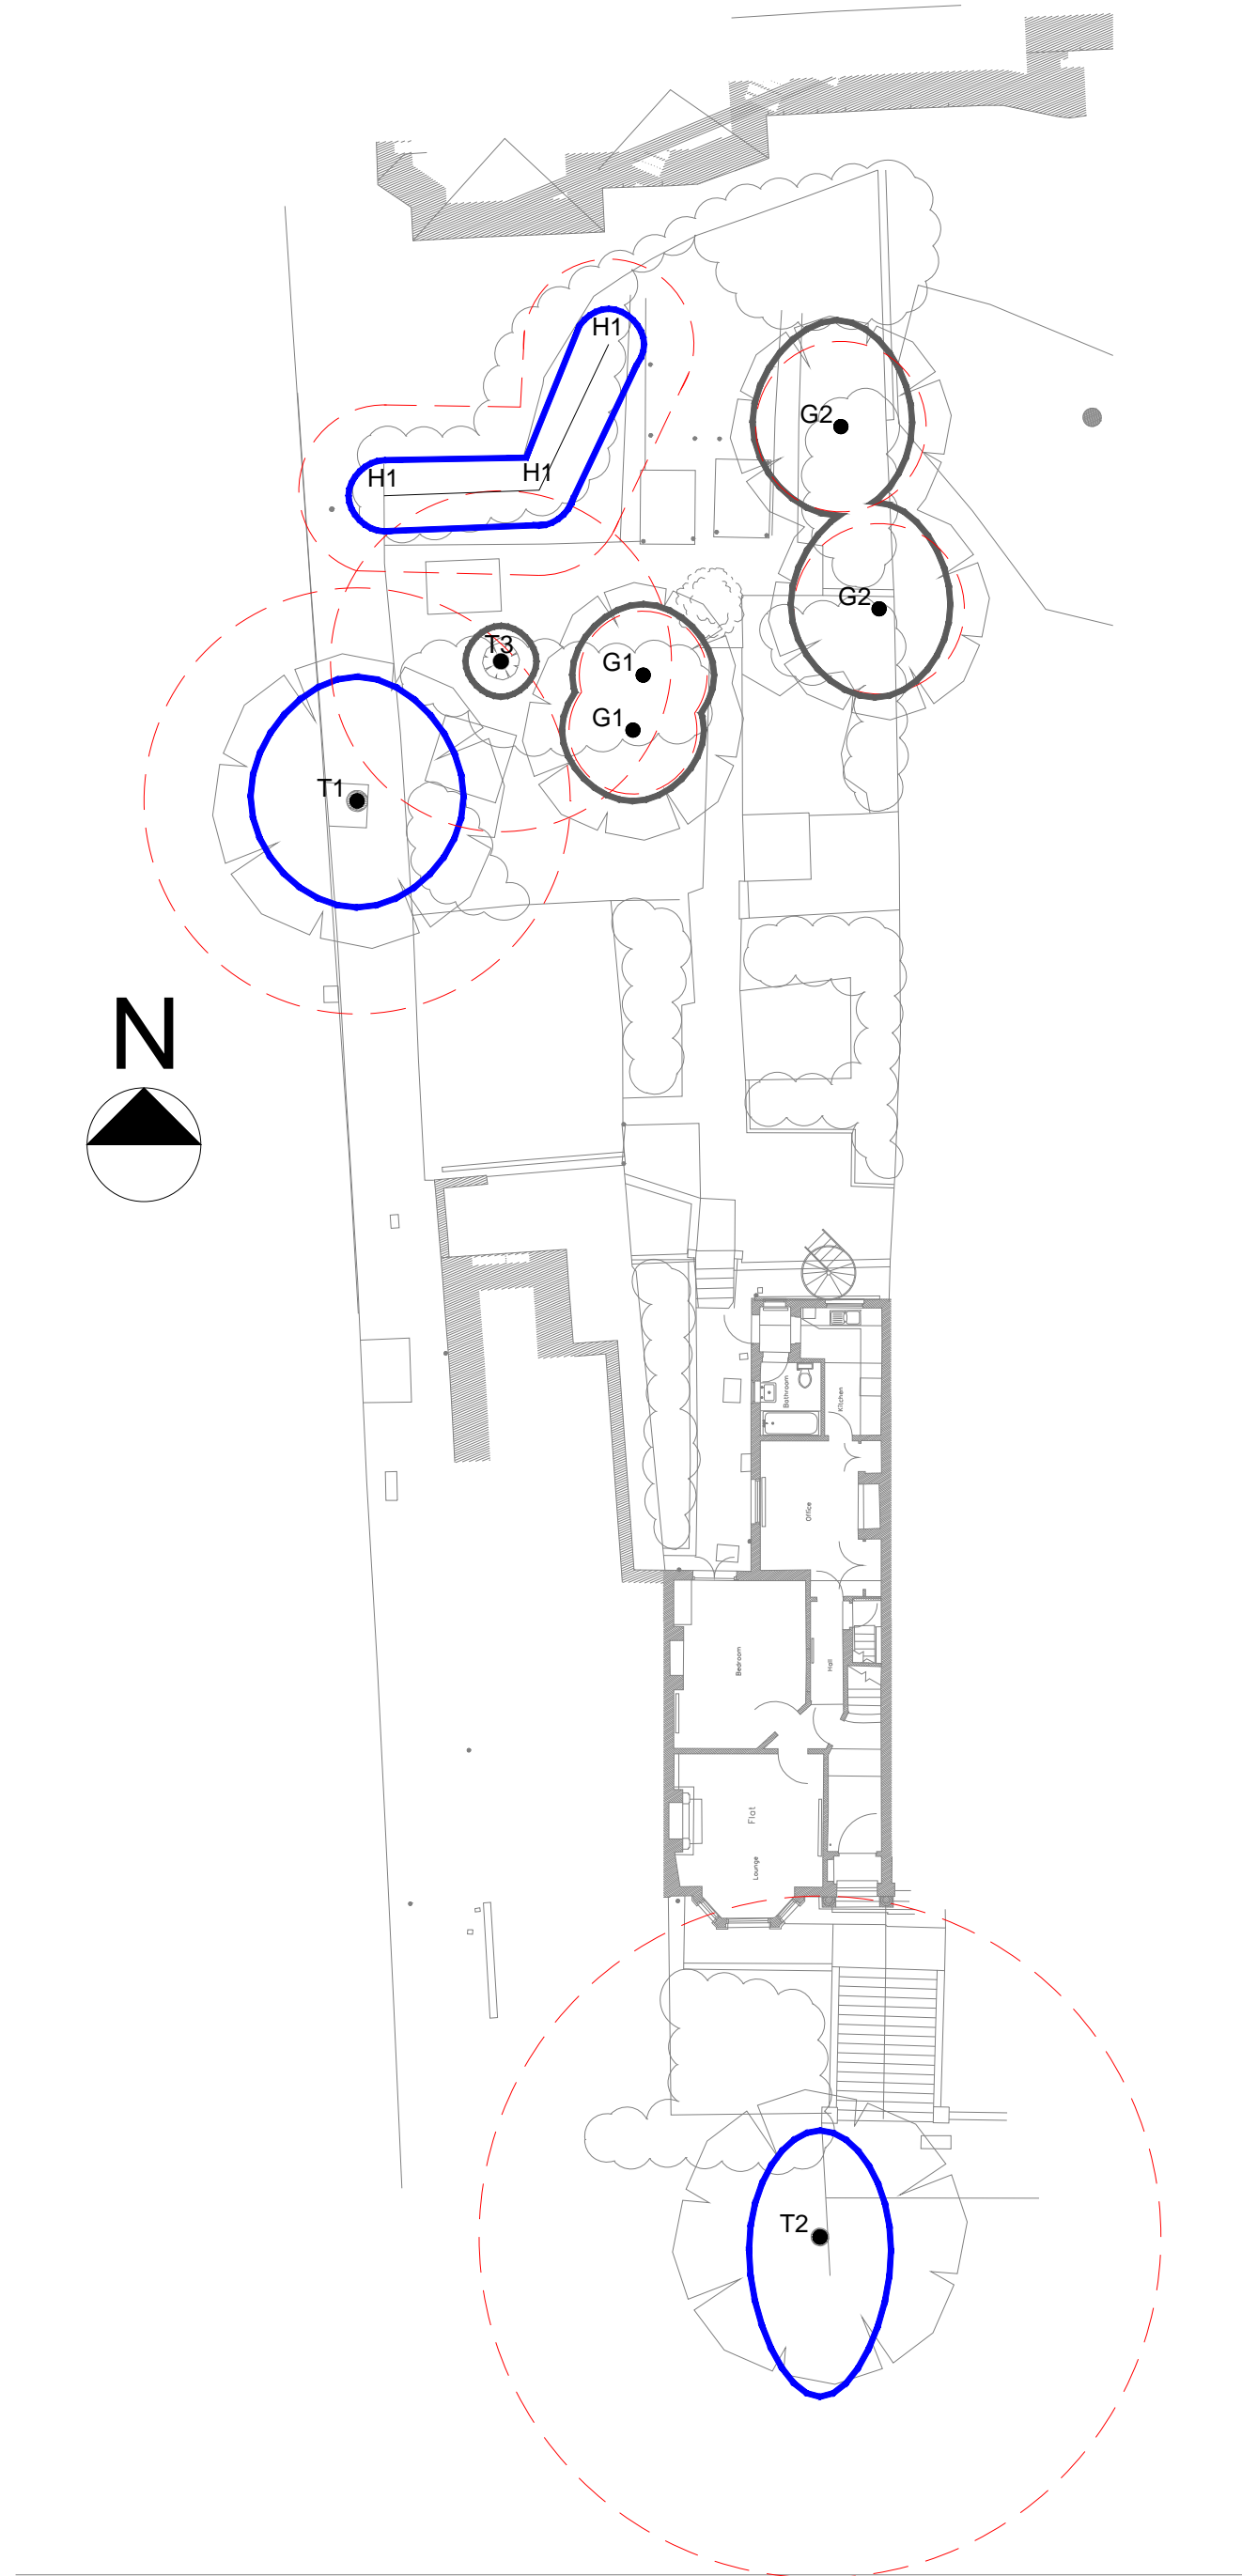 H1
G2
H1
H1
G2
T3
G1
G1
T1
N
Bathroom
Kitchen
Office
Bedroom
Hall
Flat
Lounge
T2